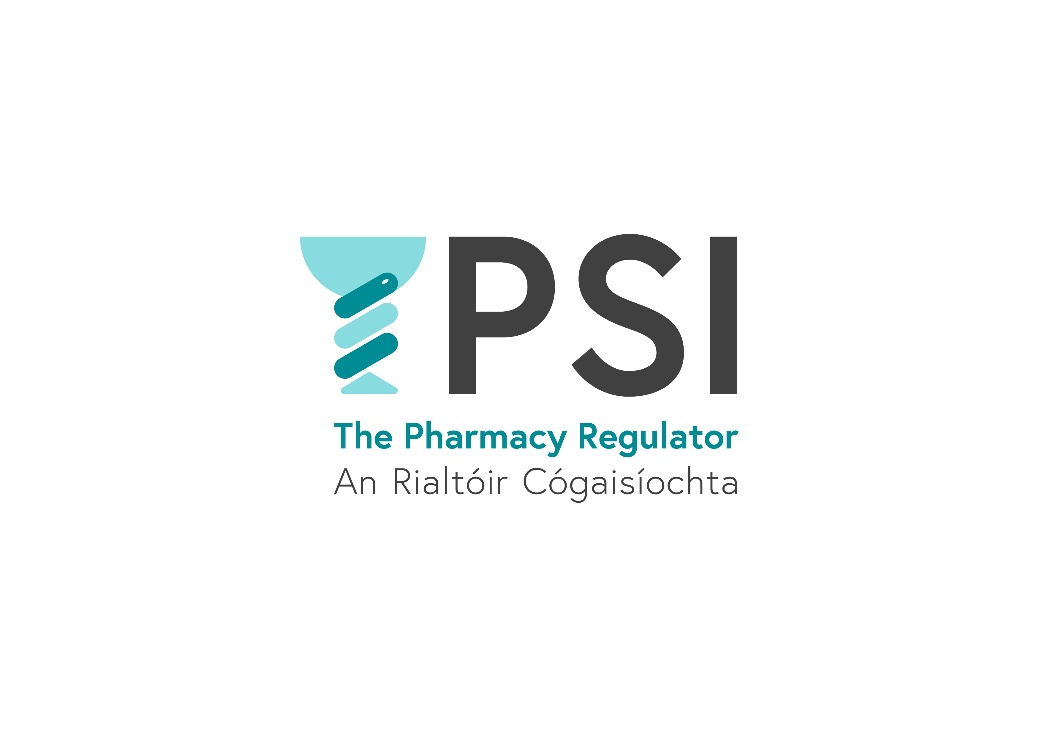 PSI
The Pharmacy Regulator
An Rialtóir Cógaisíochta